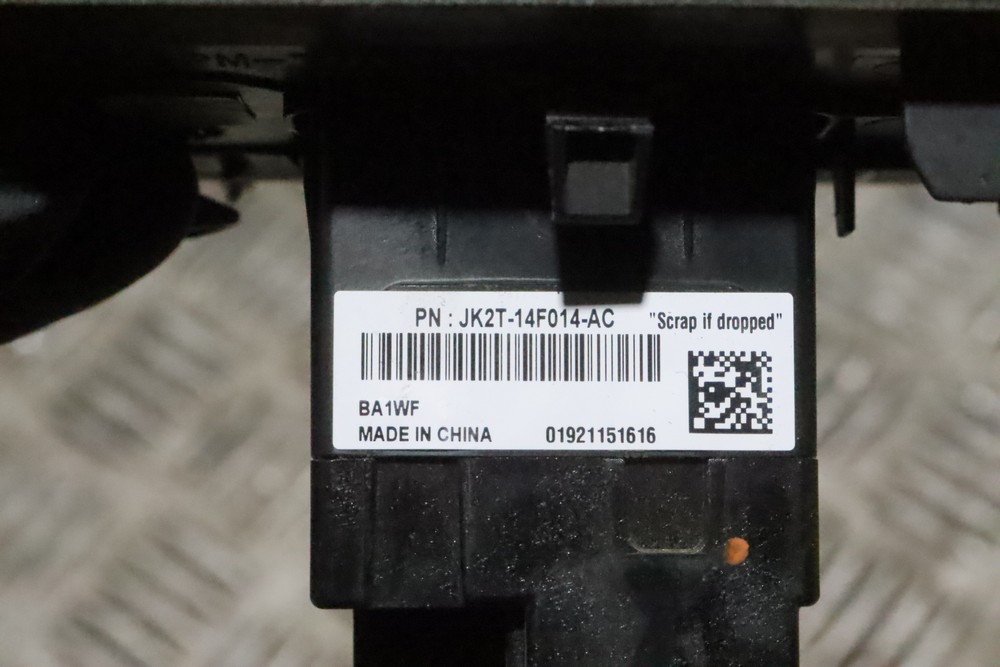 PN : JK2T-14F014-AC "Scrap if dropped"
BA1WF
MADE IN CHINA 01921151616